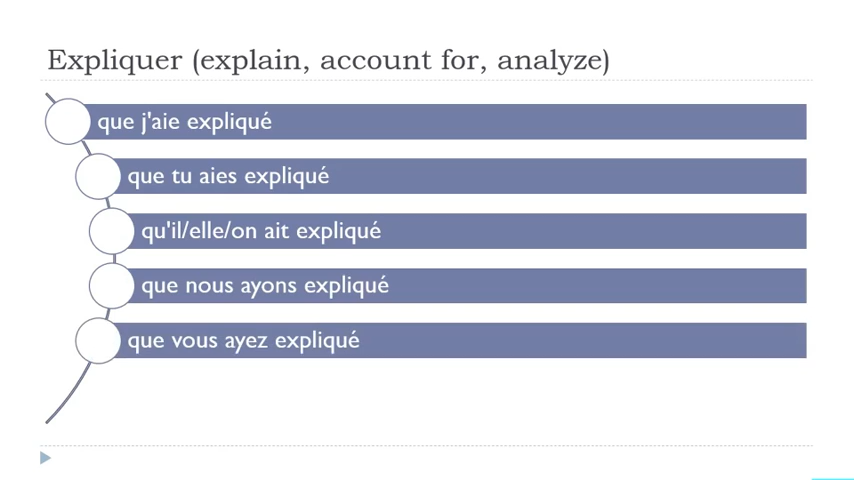 Expliquer (explain, account for, analyze)
que j'aie expliqué
que tu aies expliqué
qu'il/elle/on ait expliqué
que nous ayons expliqué
que vous ayez expliqué